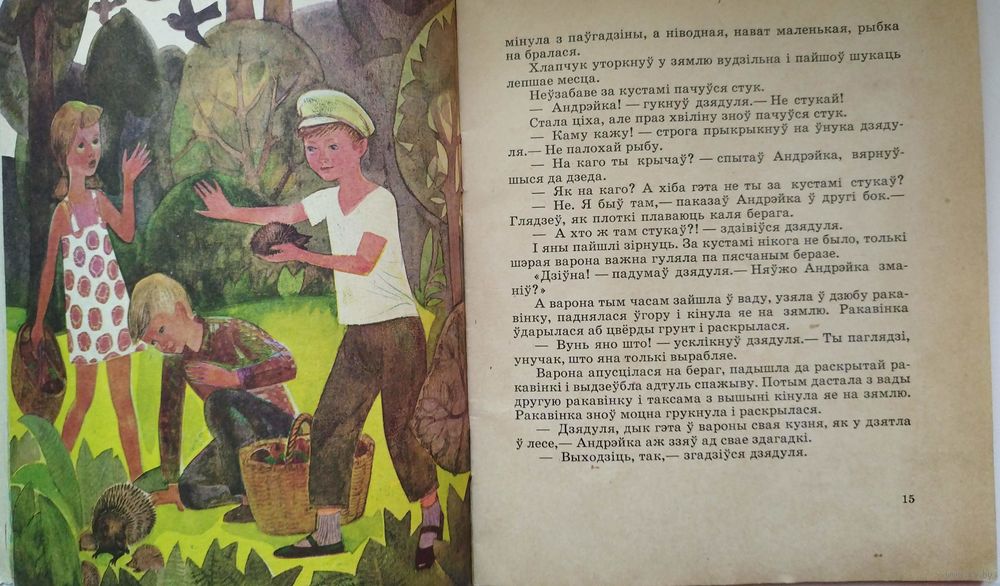 мінула з паўгадзіны, а ніводная, нават маленькая, рыбка
на бралася.
Хлапчук уторкнуў у зямлю вудзільна і пайшоў шукаць
лепшае месца.
Неўзабаве за кустамі пачуўся стук.
— Андрэйка! — гукнуў дзядуля.— Не стукай!
Стала ціха, але праз хвіліну зноў пачуўся стук.
— Каму кажу! — строга прыкрыкнуў на ўнука дзяду-
ля.— Не палохай рыбу.
— На каго ты крычаў? — спытаў Андрэйка, вярнуў-
шыся да дзеда.
— Як на каго? А хіба гэта не ты за кустамі стукаў?
— Не. Я быў там,— паказаў Андрэйка ў другі бок.—
Глядзеў, як плоткі плаваюць каля берага.
— А хто ж там стукаў?! — здзівіўся дзядуля.
І яны пайшлі зірнуць. За кустамі нікога не было, толькі
шэрая варона важна гуляла па пясчаным беразе.
«Дзіўна! — падумаў дзядуля.— Няўжо Андрэйка зма-
ніў?»
А варона тым часам зайшла ў ваду, узяла ў дзюбу рака-
вінку, паднялася ўгору і кінула яе на зямлю. Ракавінка
ўдарылася аб цвёрды грунт і раскрылася.
— Вунь яно што! — усклікнуў дзядуля.— Ты паглядзі,
унучак, што яна толькі вырабляе.
Варона апусцілася на бераг, падышла да раскрытай ра-
кавінкі і выдзеўбла адтуль спажыву. Потым дастала з вады
другую ракавінку і таксама з вышыні кінула яе на зямлю.
Ракавінка зноў моцна грукнула і раскрылася.
— Дзядуля, дык гэта ў вароны свая кузня, як у дзятла
ў лесе,— Андрэйка аж ззяў ад свае здагадкі.
— Выходзіць, так,— згадзіўся дзядуля.
15